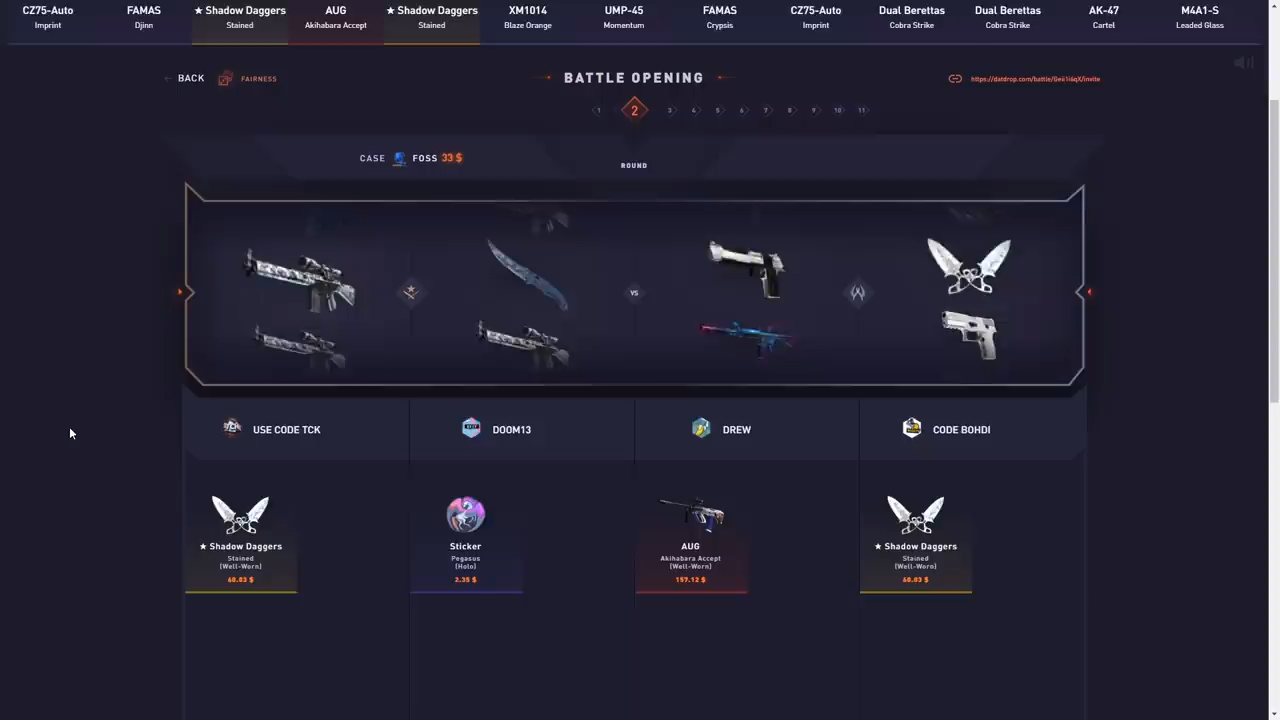 CZ75-Auto FAMAS ★ Shadow Daggers AUG ★ Shadow Daggers XM1014 UMP-45 FAMAS CZ75-Auto Dual Berettas Dual Berettas AK-47 M4A1-S
Imprint Djinn Stained Akihabara Accept Stained Blaze Orange Momentum Crypsis Imprint Cobra Strike Cobra Strike Cartel Leaded Glass
← BACK FAIRNESS BATTLE OPENING
1 2 3 4 5 6 7 8 9 10 11
CASE FOSS 33 $
ROUND
VS
USE CODE TCK DOOM13 DREW CODE BOHDI
★ Shadow Daggers Sticker AUG ★ Shadow Daggers
Stained Pegasus Akihabara Accept Stained
(Well-Worn) (Holo) (Well-Worn) (Well-Worn)
2.35 $ 157.12 $